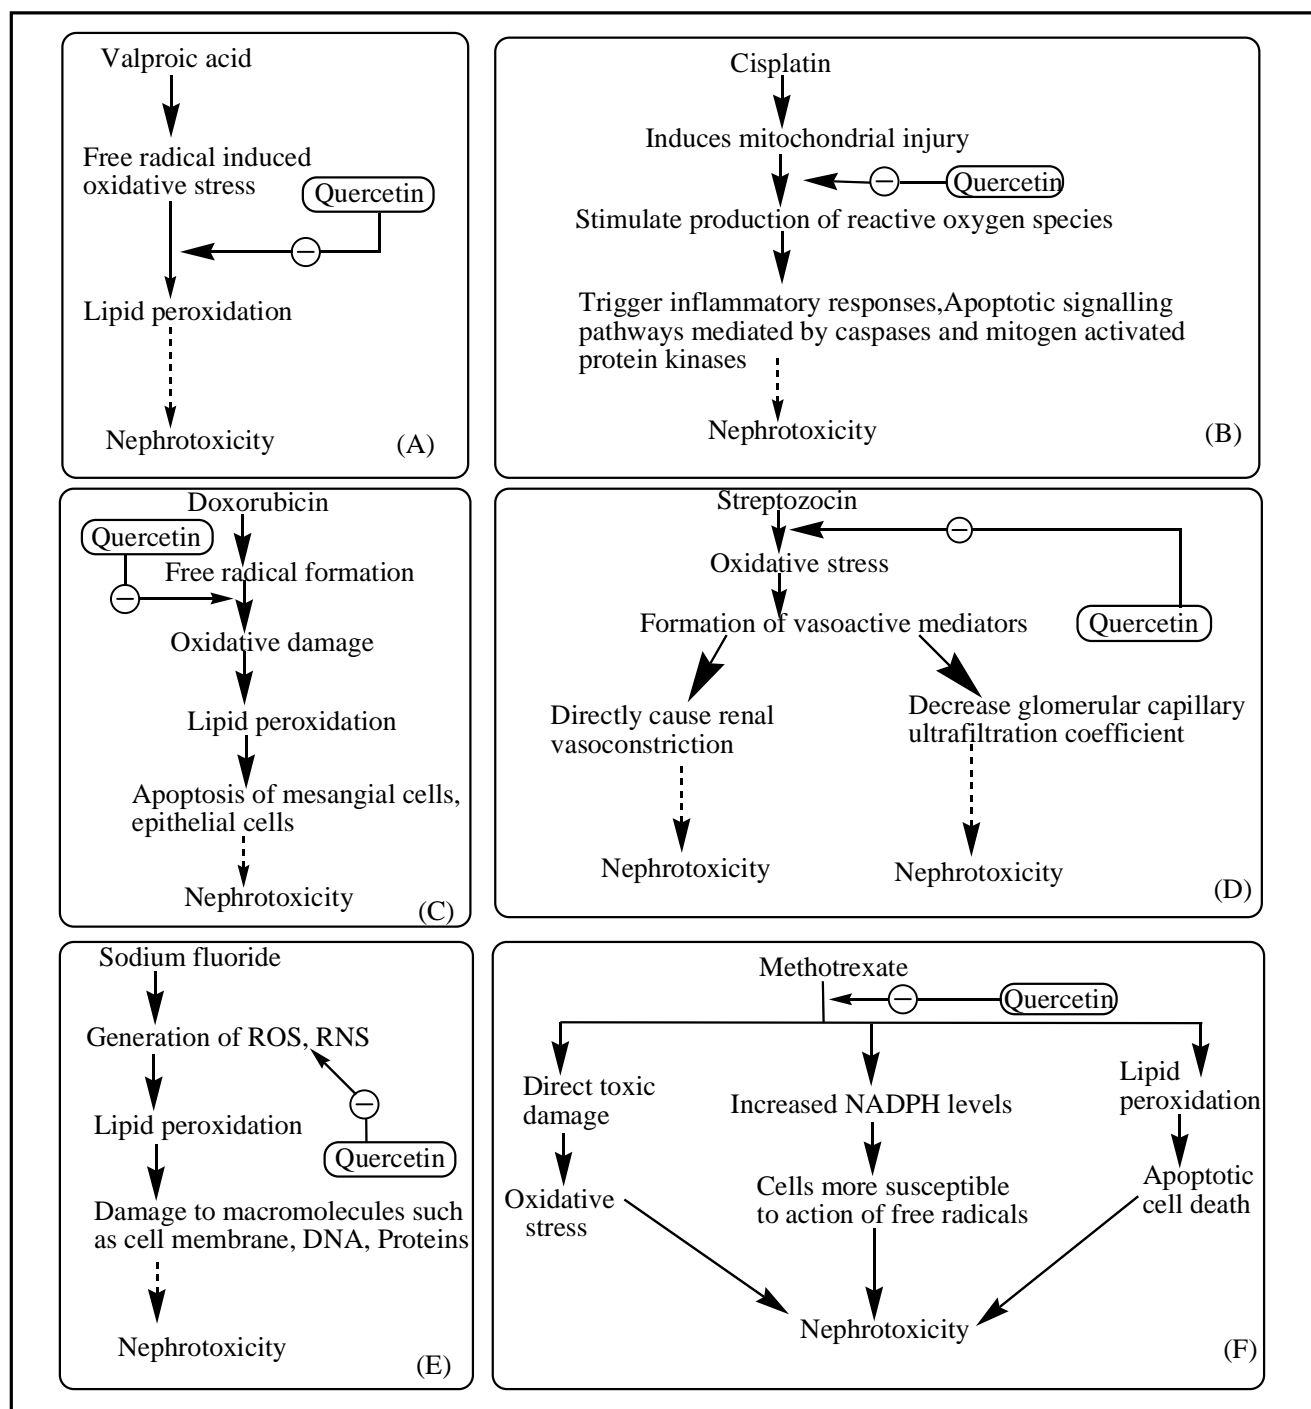 Valproic acid
Free radical induced
oxidative stress
Quercetin
−
Lipid peroxidation
Nephrotoxicity
(A)
Cisplatin
Induces mitochondrial injury
−
Quercetin
Stimulate production of reactive oxygen species
Trigger inflammatory responses,Apoptotic signalling
pathways mediated by caspases and mitogen activated
protein kinases
Nephrotoxicity
(B)
Doxorubicin
Quercetin
Free radical formation
−
Oxidative damage
Lipid peroxidation
Apoptosis of mesangial cells,
epithelial cells
Nephrotoxicity
(C)
Streptozocin
−
Oxidative stress
Formation of vasoactive mediators
Quercetin
Directly cause renal
vasoconstriction
Decrease glomerular capillary
ultrafiltration coefficient
Nephrotoxicity
Nephrotoxicity
(D)
Sodium fluoride
Generation of ROS, RNS
−
Lipid peroxidation
Quercetin
Damage to macromolecules such
as cell membrane, DNA, Proteins
Nephrotoxicity
(E)
Methotrexate
−
Quercetin
Direct toxic
damage
Increased NADPH levels
Lipid
peroxidation
Oxidative
stress
Cells more susceptible
to action of free radicals
Apoptotic
cell death
Nephrotoxicity
(F)